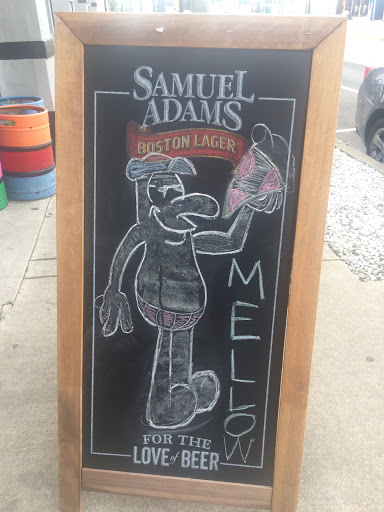 SAMUEL
ADAMS
BOSTON LAGER
MELLOW
FOR THE
LOVE of BEER